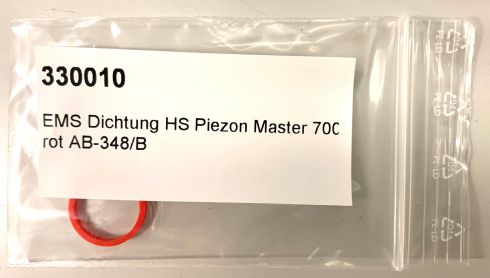 330010
EMS Dichtung HS Piezon Master 700
rot AB-348/B